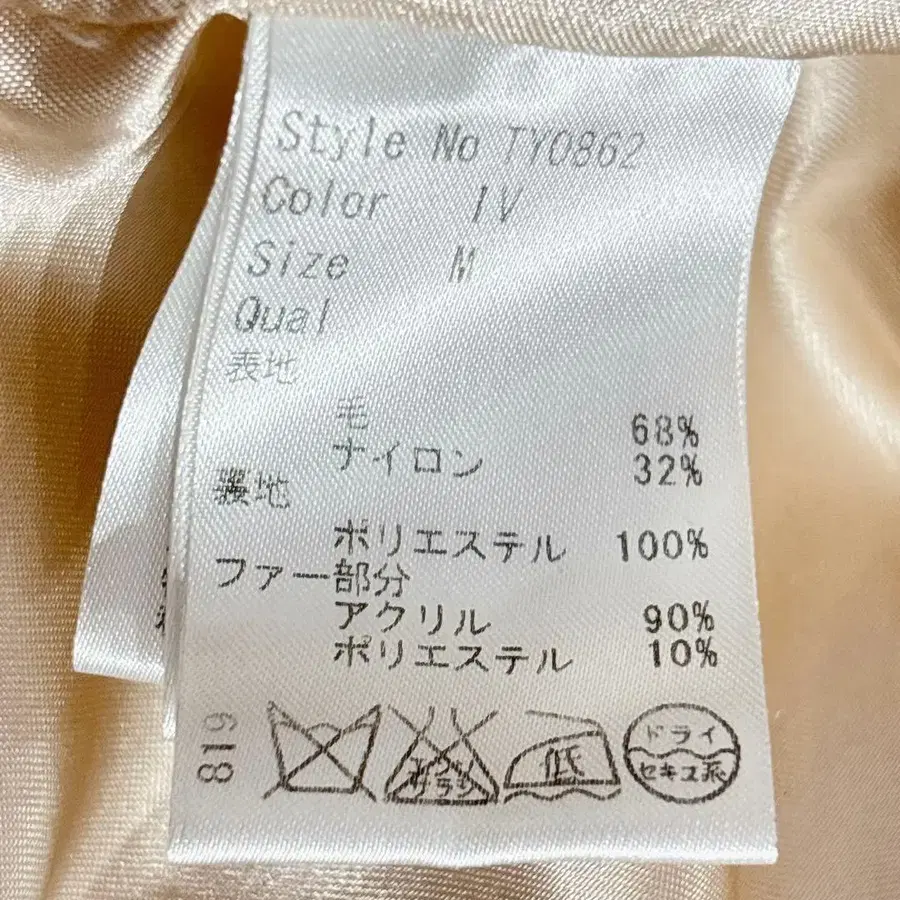 Style No TY0862
Color IV
Size M
Qual
表地
毛 68%
ナイロン 32%
裏地
ポリエステル 100%
ファー部分
アクリル 90%
ポリエステル 10%
819
低
ドライ
セキユ系